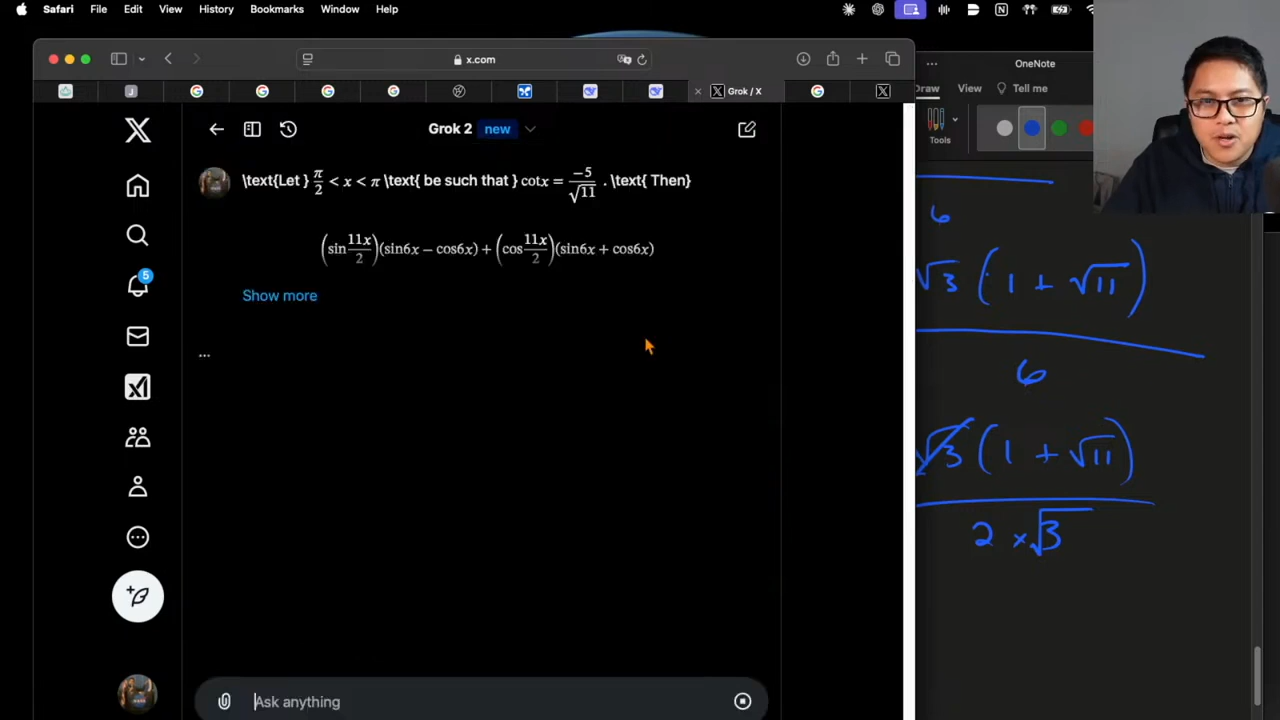 Safari File Edit View History Bookmarks Window Help
x.com
Grok / X
OneNote
Draw View Tell me
Tools
Grok 2 new
\text{Let } π/2 < x < π \text{ be such that } cotx = −5/√11 . \text{ Then}
(sin 11x/2)(sin6x − cos6x) + (cos 11x/2)(sin6x + cos6x)
Show more
...
5
Ask anything
6
√3 (1 + √11)
6
√3 (1 + √11)
2 × √3